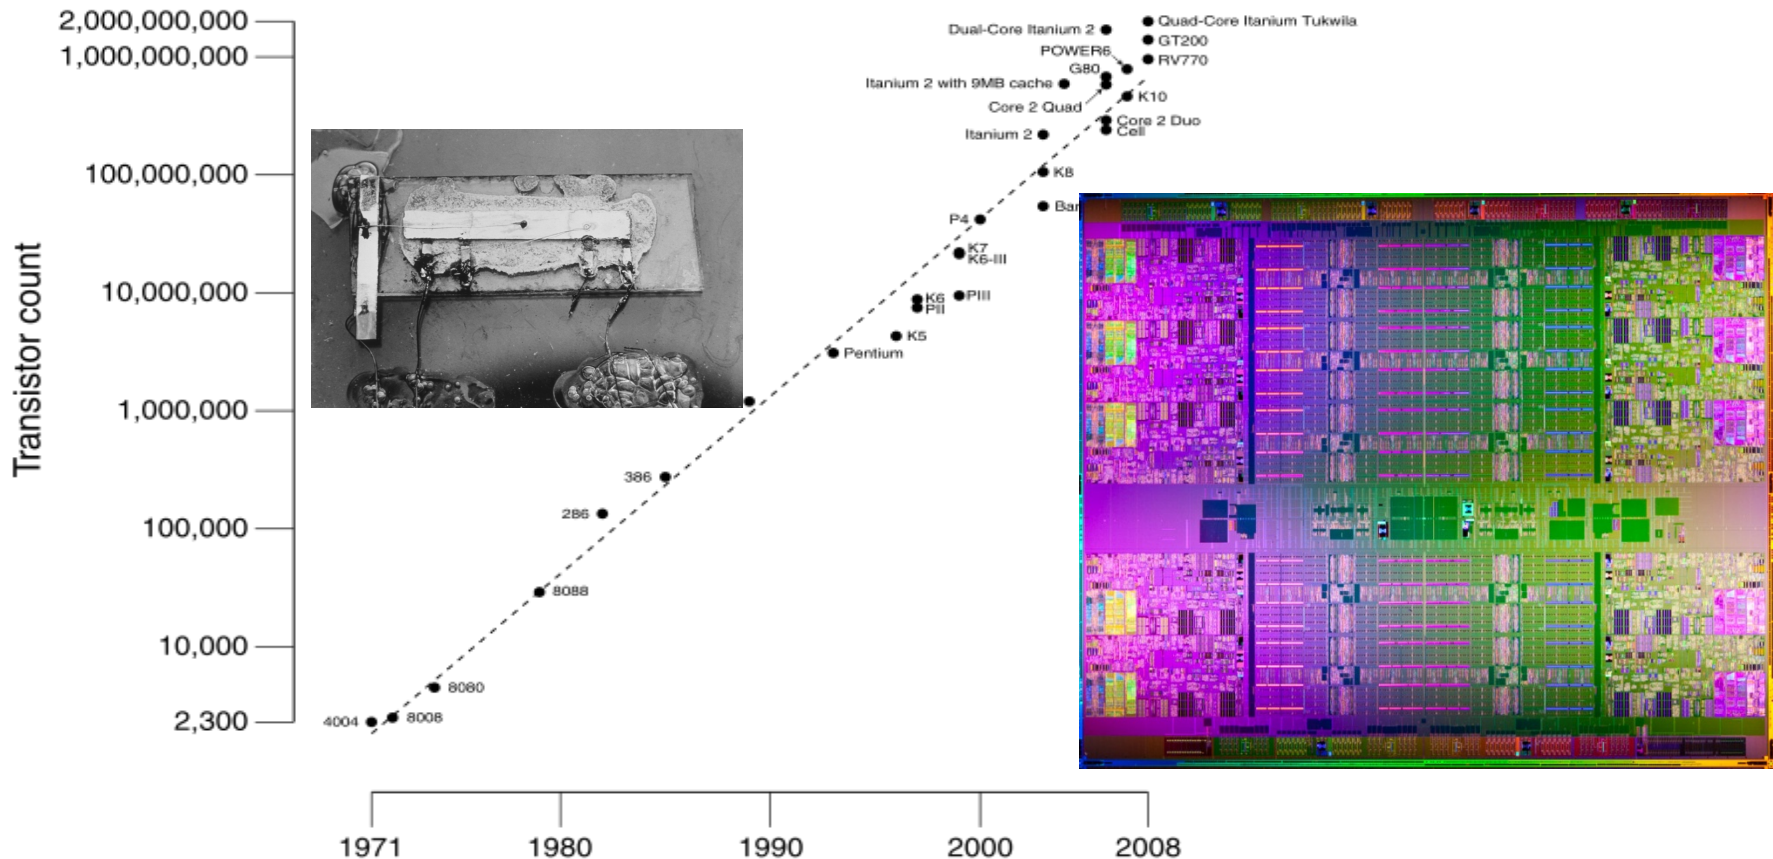 2,000,000,000
1,000,000,000
100,000,000
10,000,000
1,000,000
100,000
10,000
2,300
Transistor count
Quad-Core Itanium Tukwila
Dual-Core Itanium 2
GT200
POWER6
RV770
G80
Itanium 2 with 9MB cache
K10
Core 2 Quad
Core 2 Duo
Cell
Itanium 2
K8
P4
K7
K6-III
K6
PIII
PII
K5
Pentium
386
286
8088
8080
8008
4004
1971
1980
1990
2000
2008